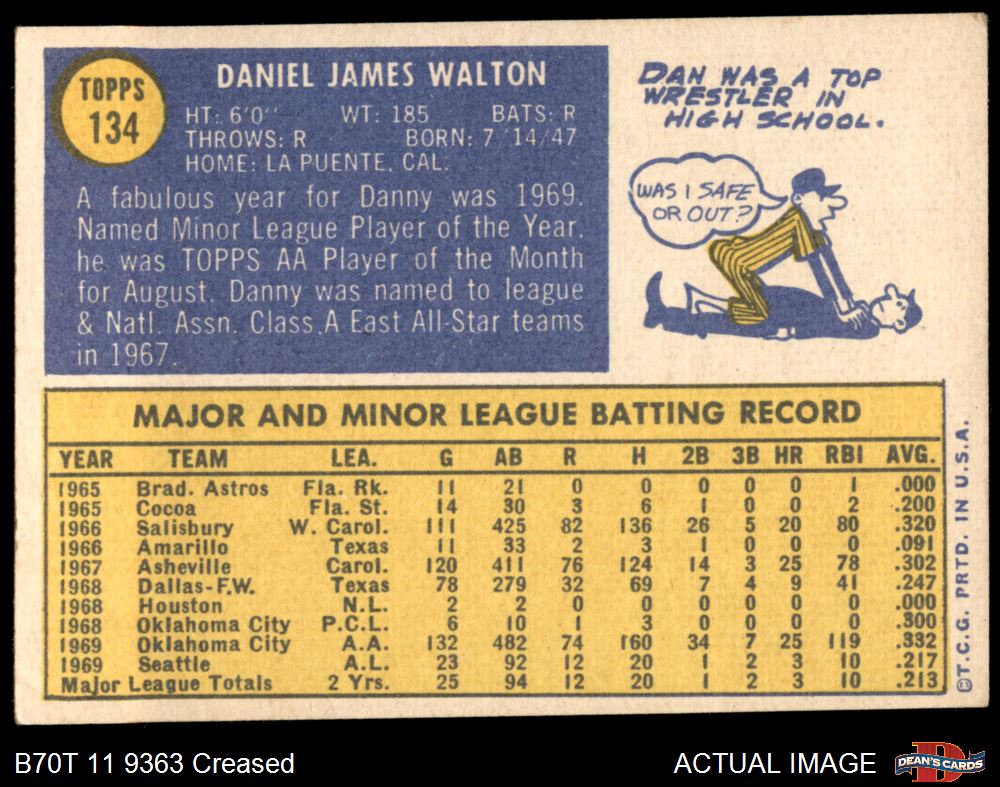 TOPPS
134
DANIEL JAMES WALTON
HT: 6'0" WT: 185 BATS: R
THROWS: R BORN: 7 14/47
HOME: LA PUENTE, CAL.
A fabulous year for Danny was 1969.
Named Minor League Player of the Year,
he was TOPPS AA Player of the Month
for August. Danny was named to league
& Natl. Assn. Class A East All-Star teams
in 1967.
DAN WAS A TOP
WRESTLER IN
HIGH SCHOOL.
WAS I SAFE
OR OUT?
MAJOR AND MINOR LEAGUE BATTING RECORD
YEAR TEAM LEA. G AB R H 2B 3B HR RBI AVG.
1965 Brad. Astros Fla. Rk. 11 21 0 0 0 0 0 1 .000
1965 Cocoa Fla. St. 14 30 3 6 1 0 0 2 .200
1966 Salisbury W. Carol. 111 425 82 136 26 5 20 80 .320
1966 Amarillo Texas 11 33 2 3 1 0 0 0 .091
1967 Asheville Carol. 120 411 76 124 14 3 25 78 .302
1968 Dallas-F.W. Texas 78 279 32 69 7 4 9 41 .247
1968 Houston N.L. 2 2 0 0 0 0 0 0 .000
1968 Oklahoma City P.C.L. 6 10 1 3 0 0 0 0 .300
1969 Oklahoma City A.A. 132 482 74 160 34 7 25 119 .332
1969 Seattle A.L. 23 92 12 20 1 2 3 10 .217
Major League Totals 2 Yrs. 25 94 12 20 1 2 3 10 .213
©T.C.G. PRTD. IN U.S.A.
B70T 11 9363 Creased
ACTUAL IMAGE
D
DEAN'S CARDS